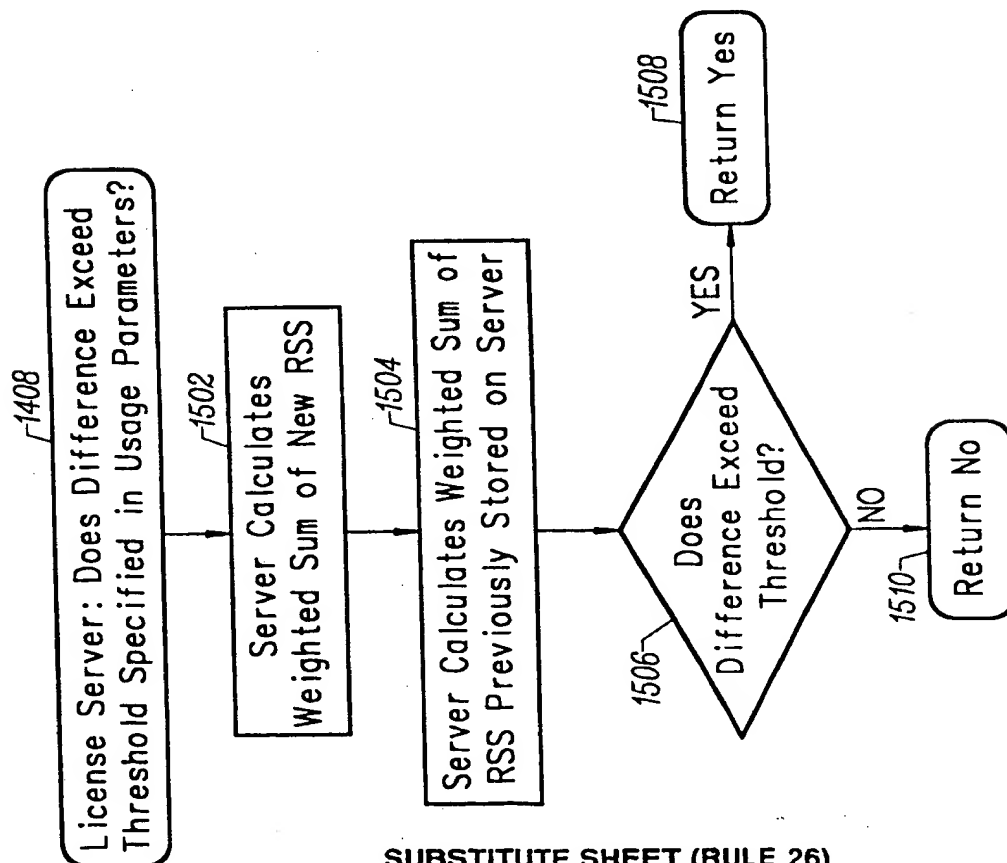 1408
License Server: Does Difference Exceed
Threshold Specified in Usage Parameters?
1502
Server Calculates
Weighted Sum of New RSS
1504
Server Calculates Weighted Sum of
RSS Previously Stored on Server
1506
Does
Difference Exceed
Threshold?
YES
1508
Return Yes
NO
1510
Return No
SUBSTITUTE SHEET (RULE 26)